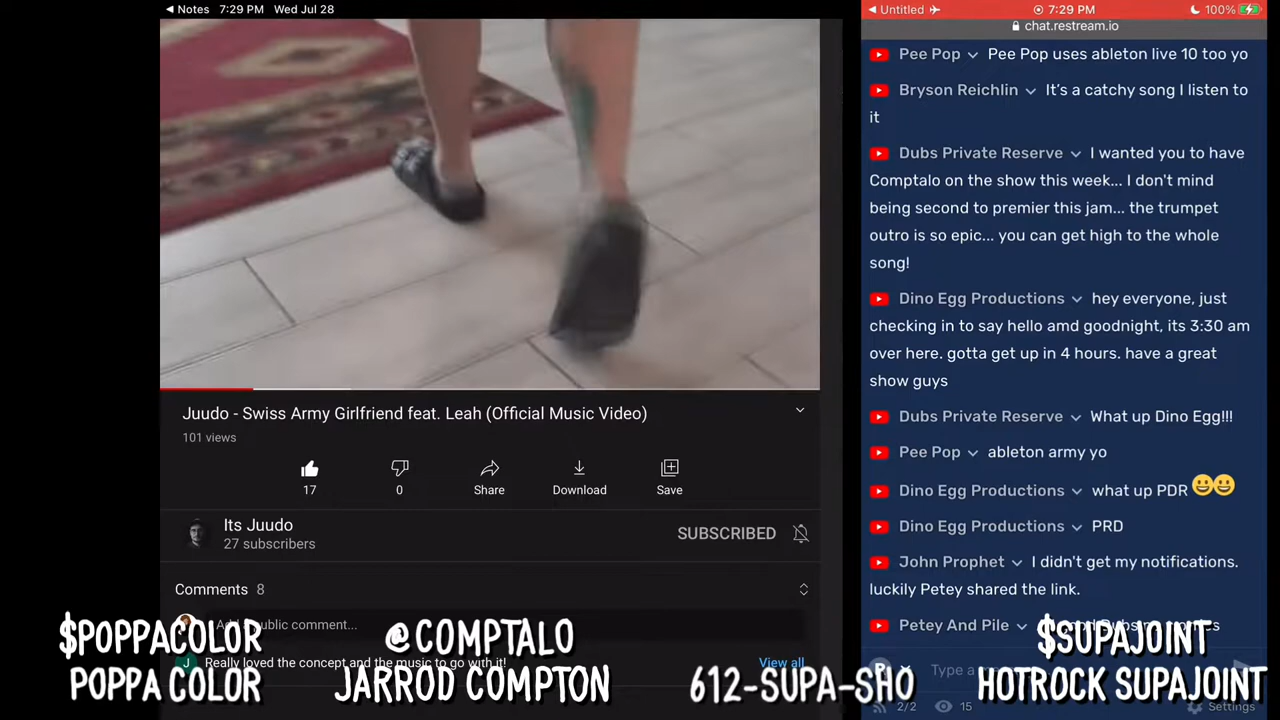 Notes 7:29 PM Wed Jul 28
Juudo - Swiss Army Girlfriend feat. Leah (Official Music Video)
101 views
17
0
Share
Download
Save
Its Juudo
27 subscribers
SUBSCRIBED
Comments 8
public comment...
Really loved the concept and the music to go with it!
View all
Untitled 7:29 PM 100%
chat.restream.io
Pee Pop Pee Pop uses ableton live 10 too yo
Bryson Reichlin It's a catchy song I listen to
it
Dubs Private Reserve I wanted you to have
Comptalo on the show this week... I don't mind
being second to premier this jam... the trumpet
outro is so epic... you can get high to the whole
song!
Dino Egg Productions hey everyone, just
checking in to say hello amd goodnight, its 3:30 am
over here. gotta get up in 4 hours. have a great
show guys
Dubs Private Reserve What up Dino Egg!!!
Pee Pop ableton army yo
Dino Egg Productions what up PDR 😀😀
Dino Egg Productions PRD
John Prophet I didn't get my notifications.
luckily Petey shared the link.
Petey And Pile
Type a
2/2 15 Settings
$POPPACOLOR
POPPA COLOR
@COMPTALO
JARROD COMPTON
612-SUPA-SHO
$SUPAJOINT
HOTROCK SUPAJOINT